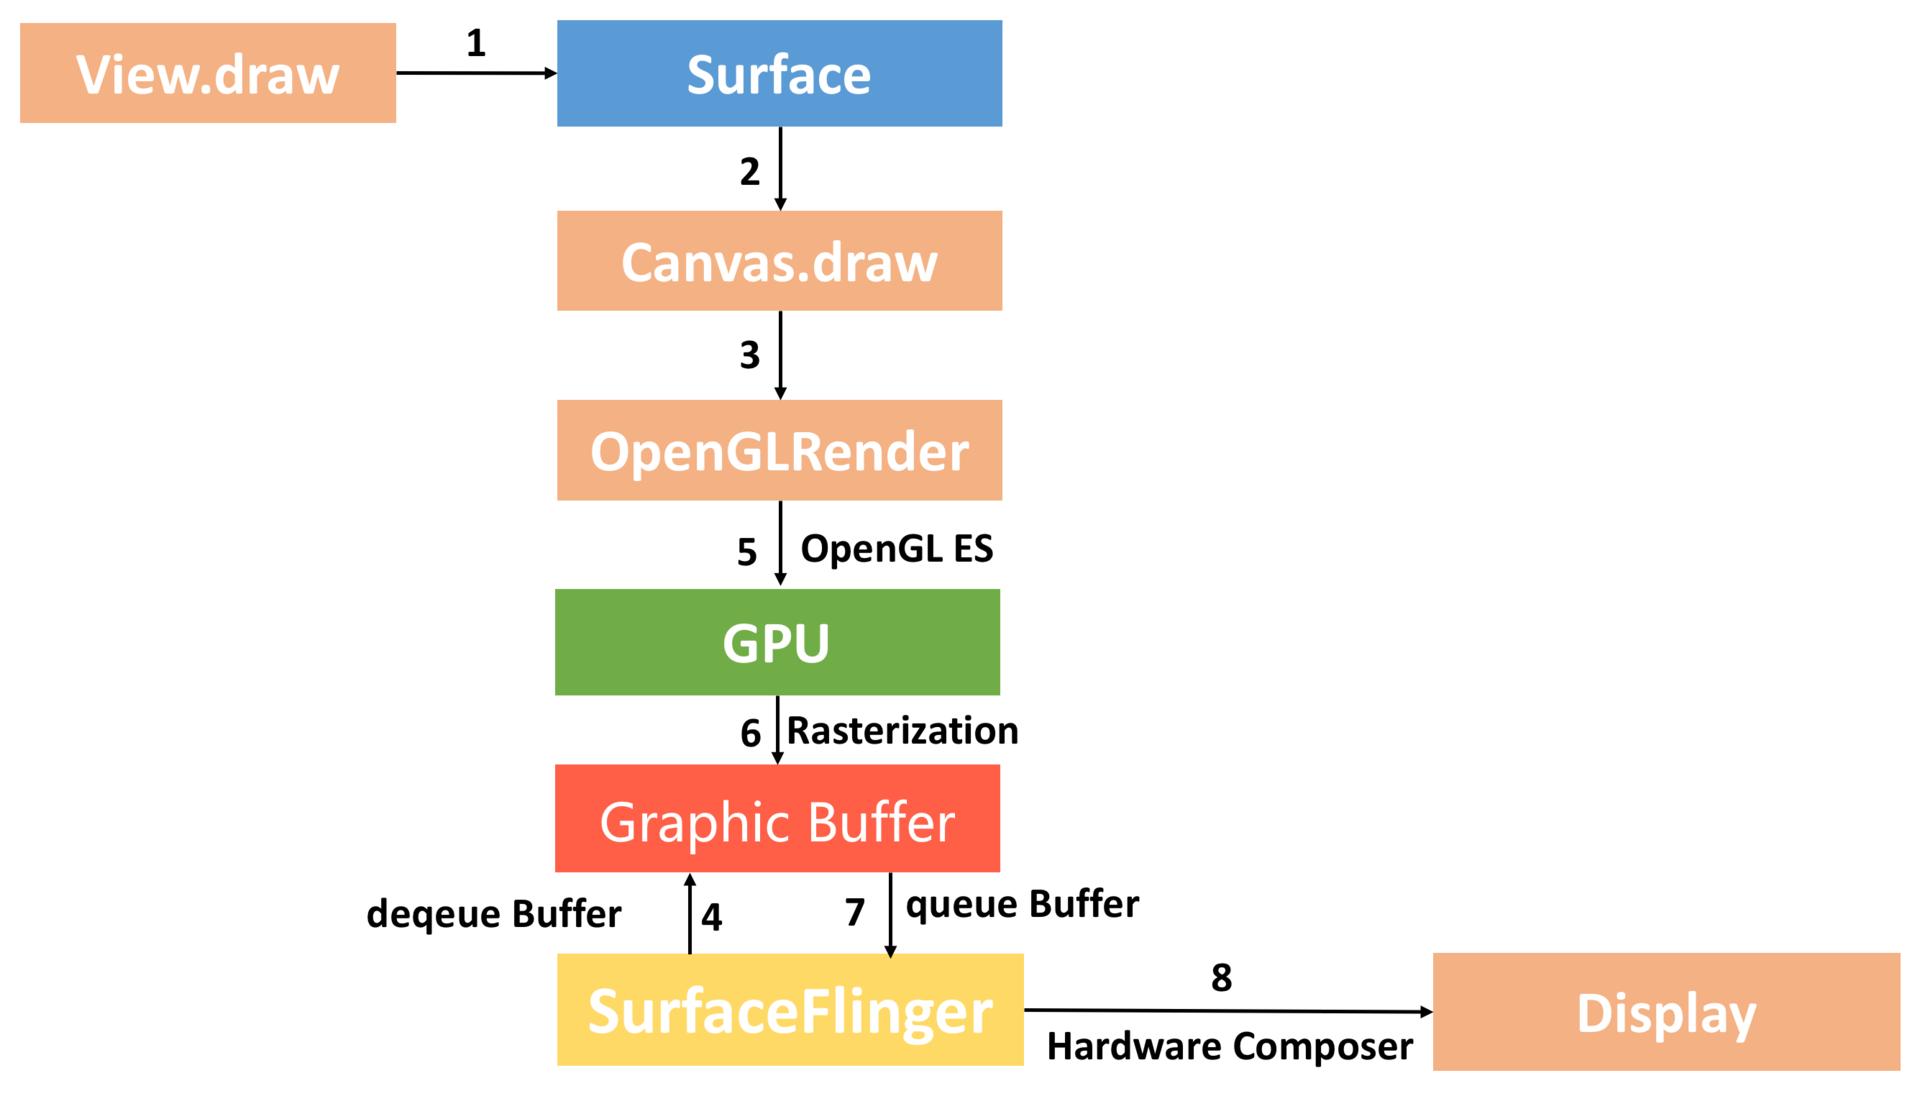 View.draw
1
Surface
2
Canvas.draw
3
OpenGLRender
5
OpenGL ES
GPU
6
Rasterization
Graphic Buffer
deqeue Buffer
4
7
queue Buffer
SurfaceFlinger
8
Hardware Composer
Display